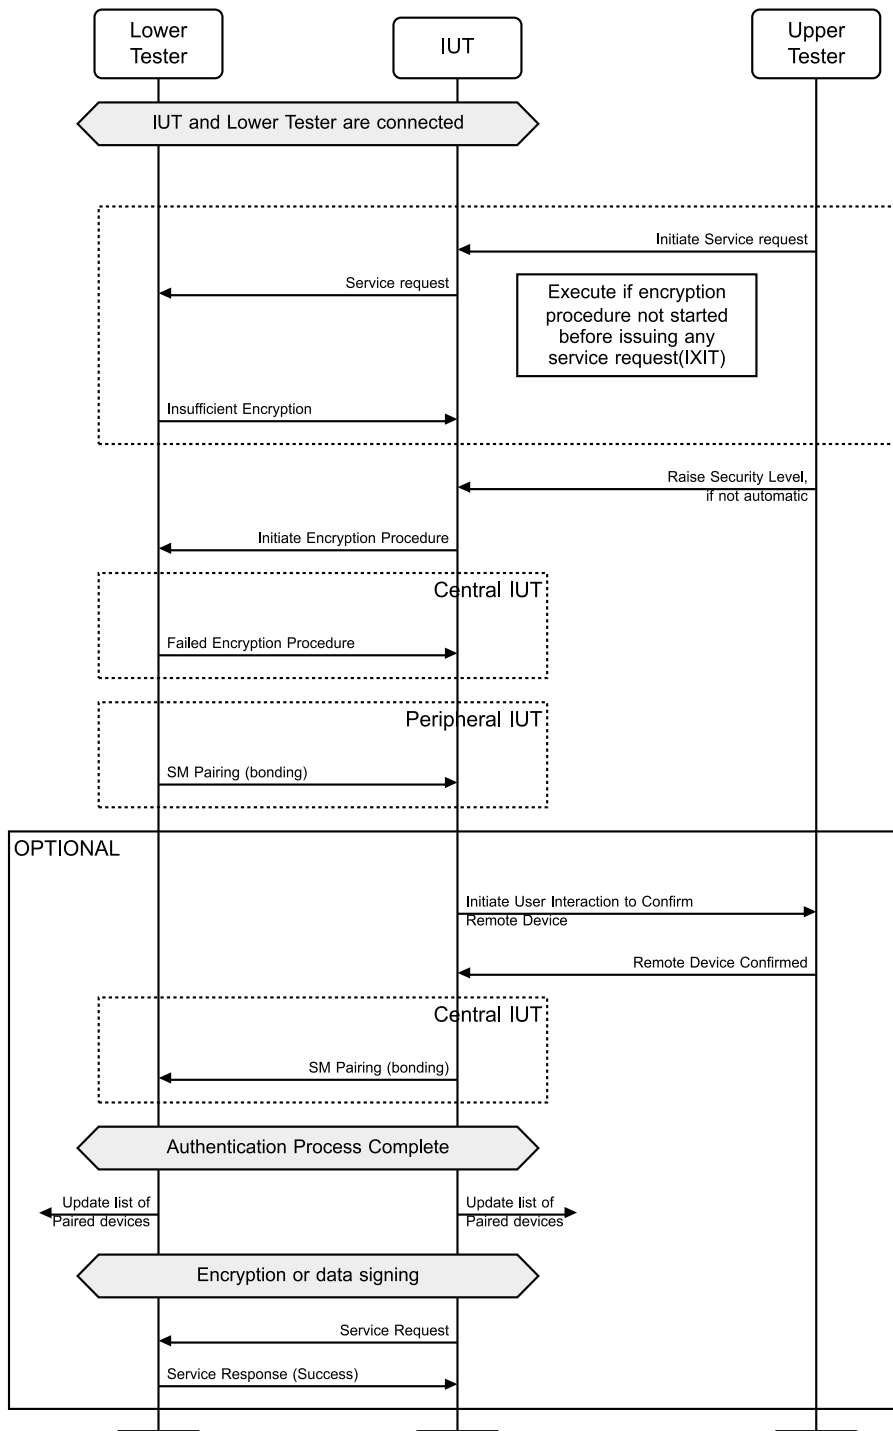 Lower
Tester
IUT
Upper
Tester
IUT and Lower Tester are connected
Initiate Service request
Service request
Execute if encryption
procedure not started
before issuing any
service request(IXIT)
Insufficient Encryption
Raise Security Level,
if not automatic
Initiate Encryption Procedure
Central IUT
Failed Encryption Procedure
Peripheral IUT
SM Pairing (bonding)
OPTIONAL
Initiate User Interaction to Confirm
Remote Device
Remote Device Confirmed
Central IUT
SM Pairing (bonding)
Authentication Process Complete
Update list of
Paired devices
Update list of
Paired devices
Encryption or data signing
Service Request
Service Response (Success)